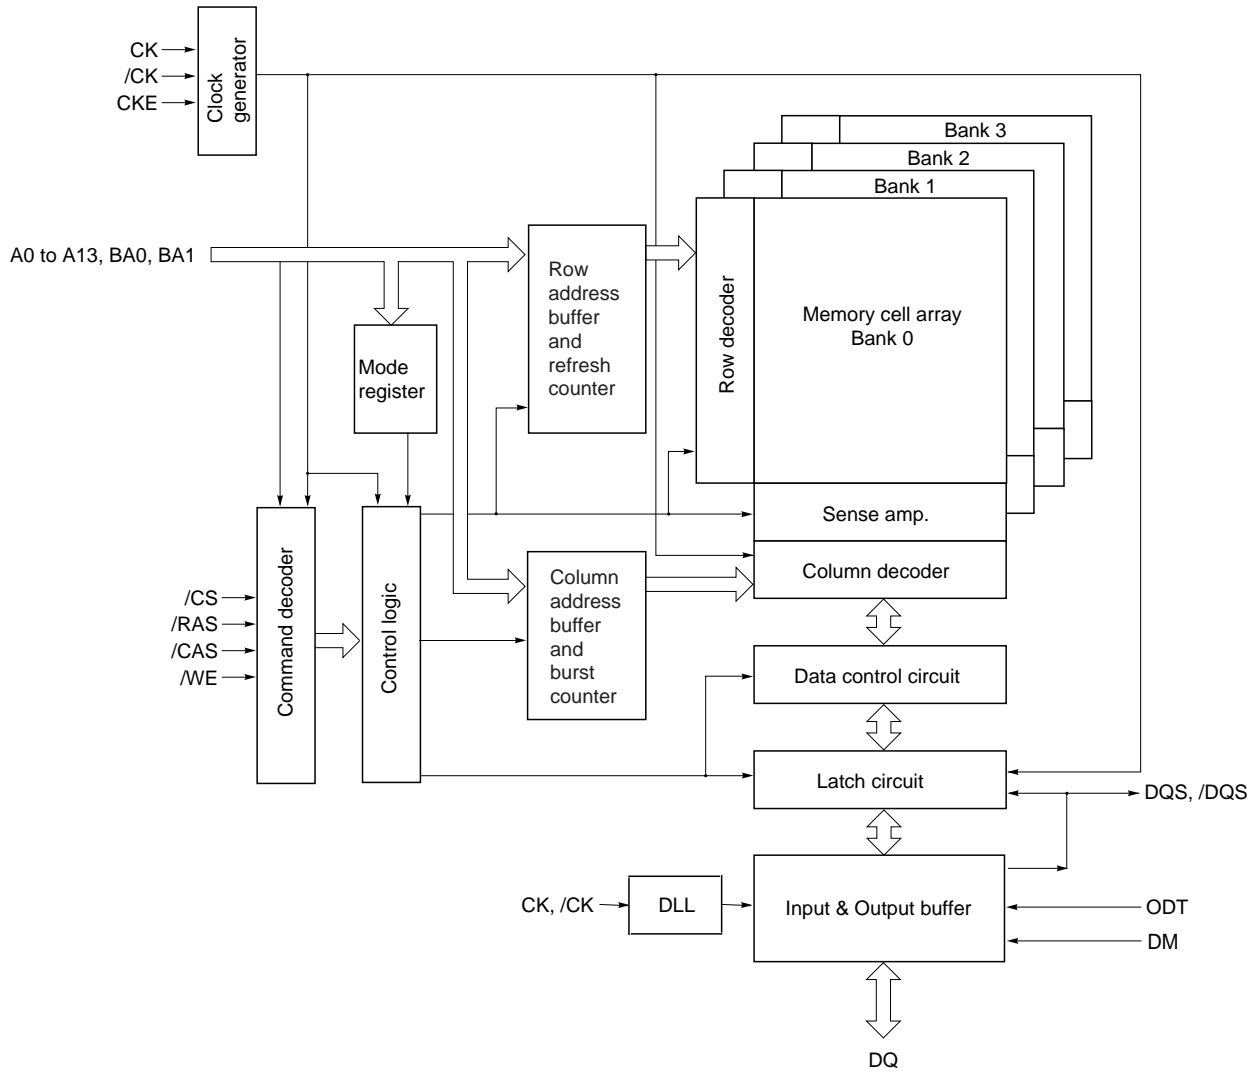 CK
/CK
CKE
Clock
generator
Bank 3
Bank 2
Bank 1
A0 to A13, BA0, BA1
Row
address
buffer
and
refresh
counter
Row decoder
Memory cell array
Bank 0
Mode
register
Sense amp.
Column decoder
Command decoder
Control logic
Column
address
buffer
and
burst
counter
/CS
/RAS
/CAS
/WE
Data control circuit
Latch circuit
DQS, /DQS
CK, /CK
DLL
Input & Output buffer
ODT
DM
DQ